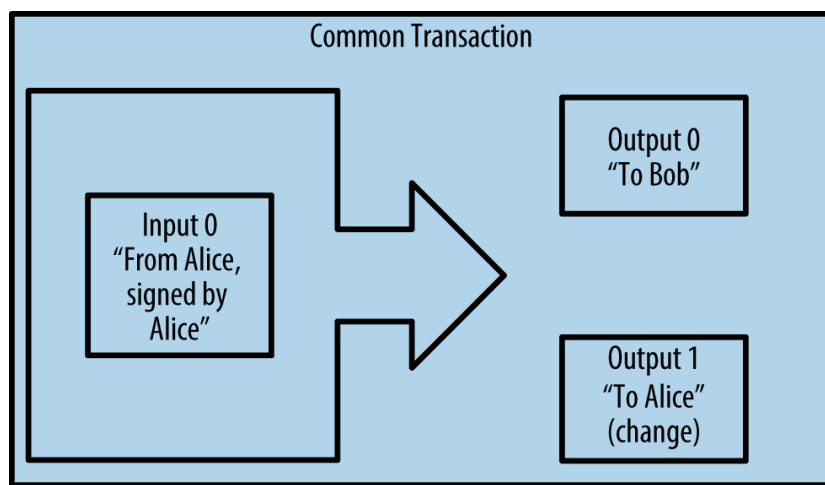 Common Transaction
Input 0
“From Alice,
signed by
Alice”
Output 0
“To Bob”
Output 1
“To Alice”
(change)